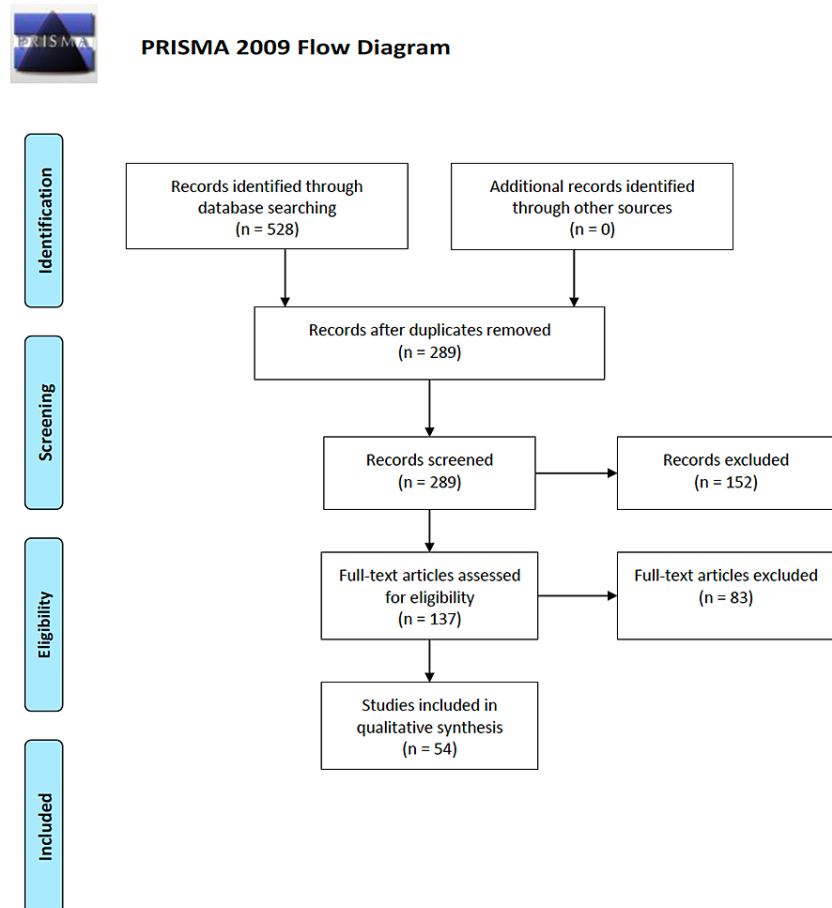 PRISMA
PRISMA 2009 Flow Diagram
Identification
Records identified through
database searching
(n = 528)
Additional records identified
through other sources
(n = 0)
Records after duplicates removed
(n = 289)
Screening
Records screened
(n = 289)
Records excluded
(n = 152)
Eligibility
Full-text articles assessed
for eligibility
(n = 137)
Full-text articles excluded
(n = 83)
Studies included in
qualitative synthesis
(n = 54)
Included